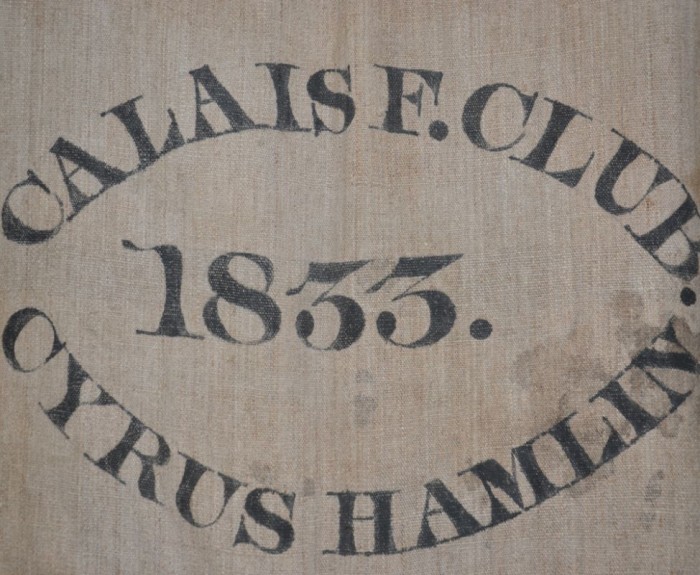 CALAIS F. CLUB.
1833.
CYRUS HAMLIN.